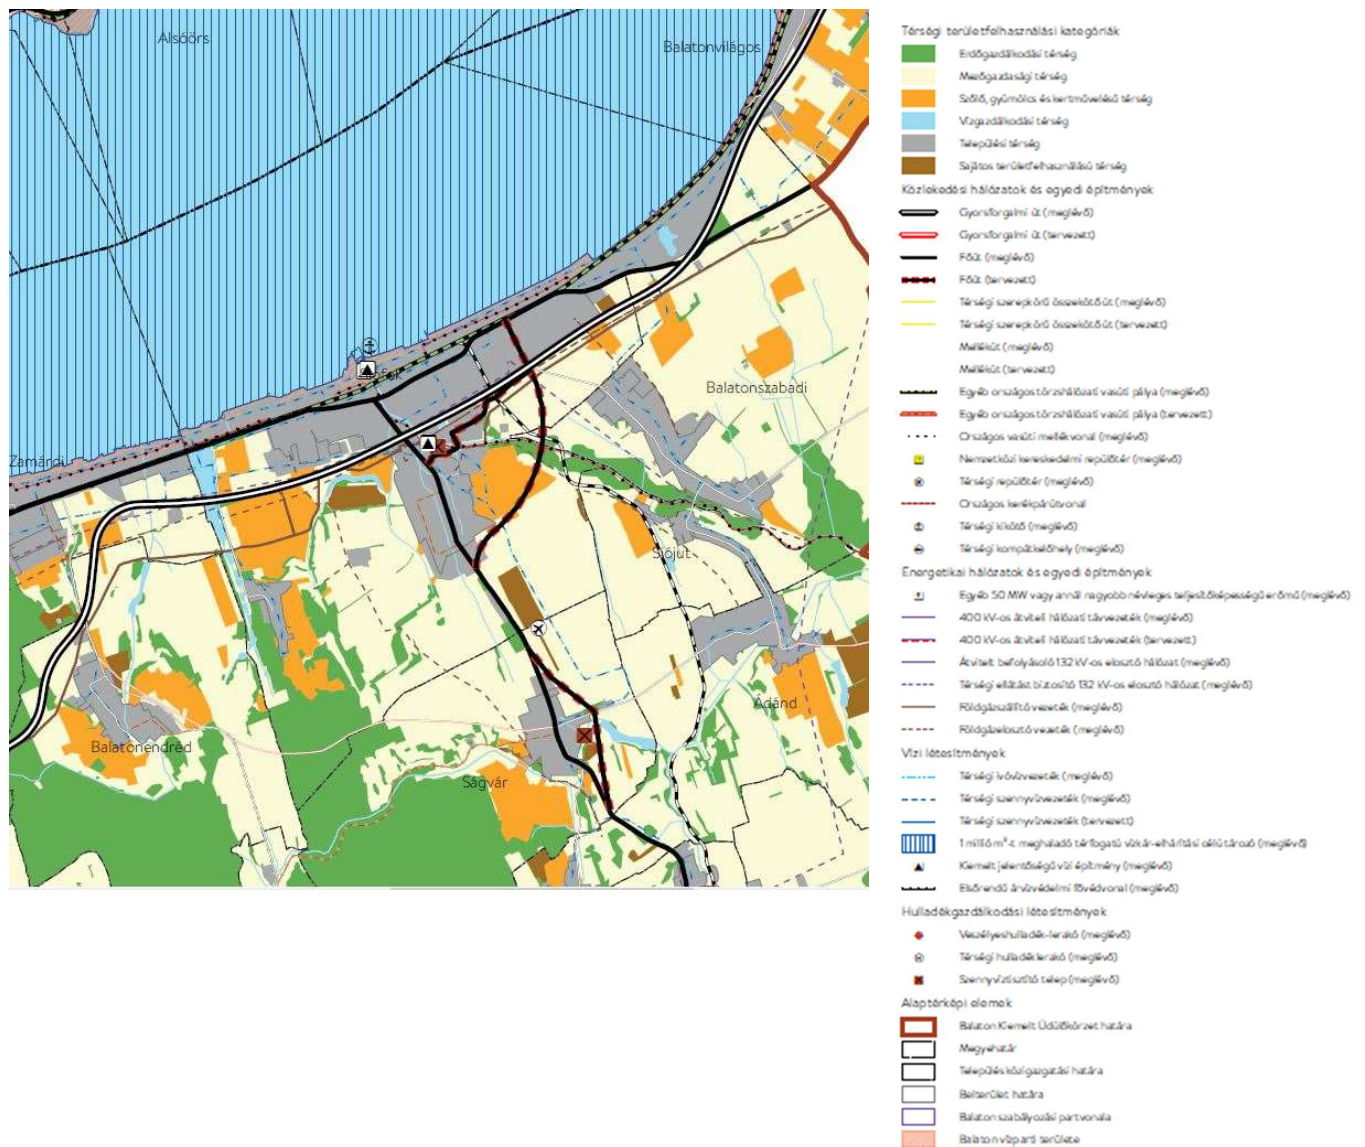 Alsóörs
Balatonvilágos
Siófok
Balatonszabadi
Zamárdi
Siójut
Ádánd
Balatonendréd
Ságvár
Térségi területfelhasználási kategóriák
Erdőgazdálkodási térség
Mezőgazdasági térség
Szőlő, gyümölcs és kertművelésű térség
Vízgazdálkodási térség
Települési térség
Sajátos területfelhasználású térség
Közlekedési hálózatok és egyedi építmények
Gyorsforgalmi út (meglévő)
Gyorsforgalmi út (tervezett)
Főút (meglévő)
Főút (tervezett)
Térségi szerepkörű összekötő út (meglévő)
Térségi szerepkörű összekötő út (tervezett)
Mellékút (meglévő)
Mellékút (tervezett)
Egyéb országos törzshálózati vasúti pálya (meglévő)
Egyéb országos törzshálózati vasúti pálya (tervezett)
Országos vasúti mellékvonal (meglévő)
Nemzetközi kereskedelmi repülőtér (meglévő)
Térségi repülőtér (meglévő)
Országos kerékpárútvonal
Térségi kikötő (meglévő)
Térségi kompátkelőhely (meglévő)
Energetikai hálózatok és egyedi építmények
Egyéb 50 MW vagy annál nagyobb névleges teljesítőképességű erőmű (meglévő)
400 kV-os átviteli hálózati távvezeték (meglévő)
400 kV-os átviteli hálózati távvezeték (tervezett)
Átvitelt befolyásoló 132 kV-os elosztó hálózat (meglévő)
Térségi ellátást biztosító 132 kV-os elosztó hálózat (meglévő)
Földgázszállító vezeték (meglévő)
Földgázelosztó vezeték (meglévő)
Vízi létesítmények
Térségi ivóvízvezeték (meglévő)
Térségi szennyvízvezeték (meglévő)
Térségi szennyvízvezeték (tervezett)
1 millió m³-t meghaladó térfogatú vízkár-elhárítási célú tározó (meglévő)
Kiemelt jelentőségű vízi építmény (meglévő)
Elsőrendű árvízvédelmi fővédvonal (meglévő)
Hulladékgazdálkodási létesítmények
Veszélyeshulladék-lerakó (meglévő)
Térségi hulladéklerakó (meglévő)
Szennyvíztisztító telep (meglévő)
Alaptérképi elemek
Balaton Kiemelt Üdülőkörzet határa
Megyehatár
Település közigazgatási határa
Belterület határa
Balaton szabályozási partvonala
Balaton vízparti területe